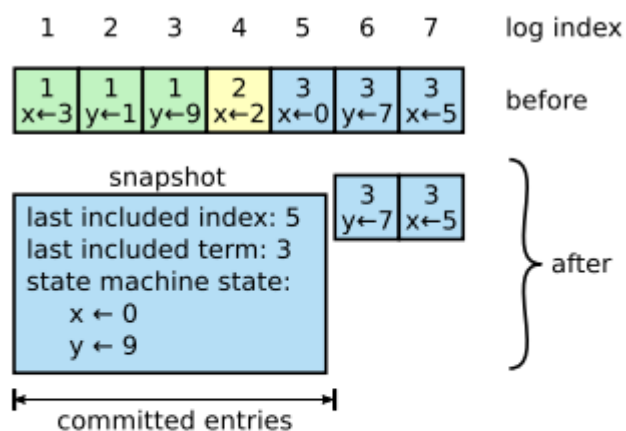 1 2 3 4 5 6 7 log index
1 1 1 2 3 3 3
x←3 y←1 y←9 x←2 x←0 y←7 x←5
before
snapshot
3 3
y←7 x←5
last included index: 5
last included term: 3
state machine state:
x ← 0
y ← 9
after
committed entries